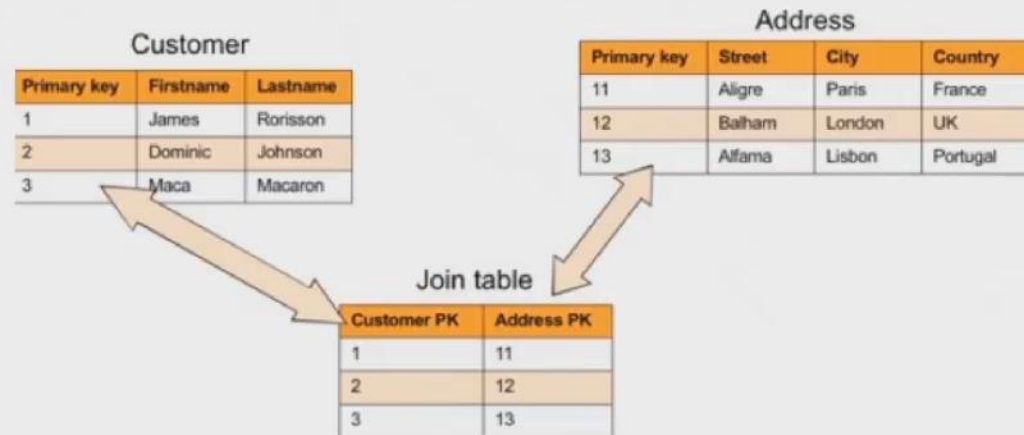 Customer
Primary key Firstname Lastname
1 James Rorisson
2 Dominic Johnson
3 Maca Macaron
Address
Primary key Street City Country
11 Aligre Paris France
12 Balham London UK
13 Alfama Lisbon Portugal
Join table
Customer PK Address PK
1 11
2 12
3 13